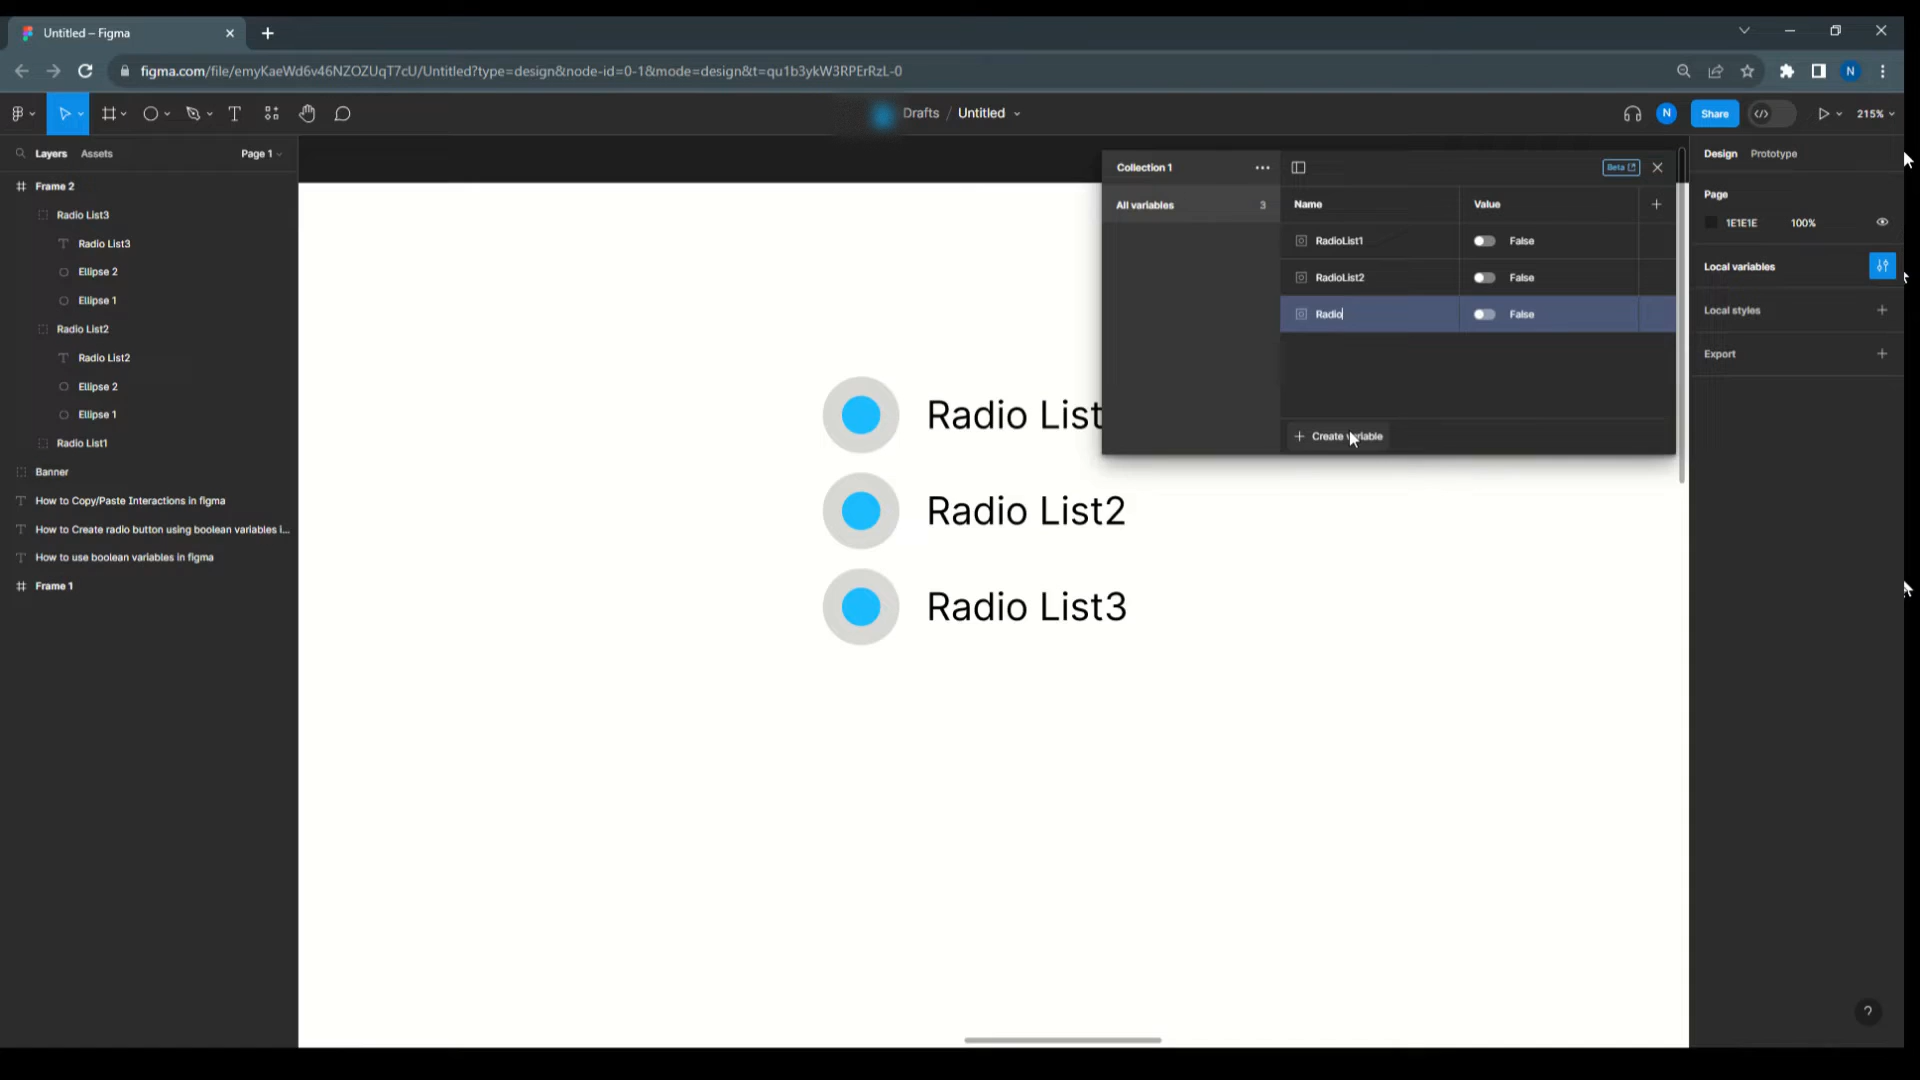 Untitled – Figma
figma.com/file/emyKaeWd6v46NZOZUqT7cU/Untitled?type=design&node-id=0-1&mode=design&t=qu1b3ykW3RPErRzL-0
N
Drafts / Untitled
N
Share
215%
Layers
Assets
Page 1
Frame 2
Radio List3
Radio List3
Ellipse 2
Ellipse 1
Radio List2
Radio List2
Ellipse 2
Ellipse 1
Radio List1
Banner
How to Copy/Paste Interactions in figma
How to Create radio button using boolean variables i...
How to use boolean variables in figma
Frame 1
Collection 1
Beta
All variables 3
Name
Value
RadioList1
False
RadioList2
False
Radio
False
Create variable
Radio List
Radio List2
Radio List3
Design
Prototype
Page
1E1E1E
100%
Local variables
Local styles
Export
?